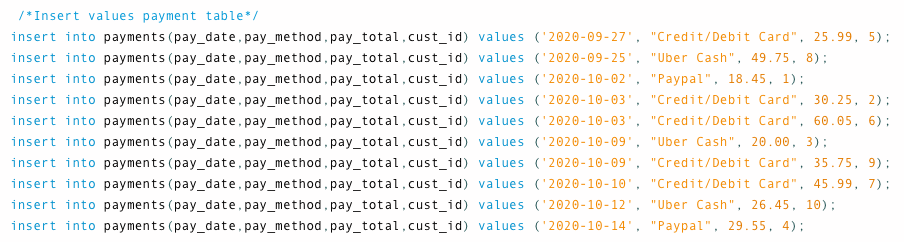 /*Insert values payment table*/
insert into payments(pay_date,pay_method,pay_total,cust_id) values ('2020-09-27', "Credit/Debit Card", 25.99, 5);
insert into payments(pay_date,pay_method,pay_total,cust_id) values ('2020-09-25', "Uber Cash", 49.75, 8);
insert into payments(pay_date,pay_method,pay_total,cust_id) values ('2020-10-02', "Paypal", 18.45, 1);
insert into payments(pay_date,pay_method,pay_total,cust_id) values ('2020-10-03', "Credit/Debit Card", 30.25, 2);
insert into payments(pay_date,pay_method,pay_total,cust_id) values ('2020-10-03', "Credit/Debit Card", 60.05, 6);
insert into payments(pay_date,pay_method,pay_total,cust_id) values ('2020-10-09', "Uber Cash", 20.00, 3);
insert into payments(pay_date,pay_method,pay_total,cust_id) values ('2020-10-09', "Credit/Debit Card", 35.75, 9);
insert into payments(pay_date,pay_method,pay_total,cust_id) values ('2020-10-10', "Credit/Debit Card", 45.99, 7);
insert into payments(pay_date,pay_method,pay_total,cust_id) values ('2020-10-12', "Uber Cash", 26.45, 10);
insert into payments(pay_date,pay_method,pay_total,cust_id) values ('2020-10-14', "Paypal", 29.55, 4);